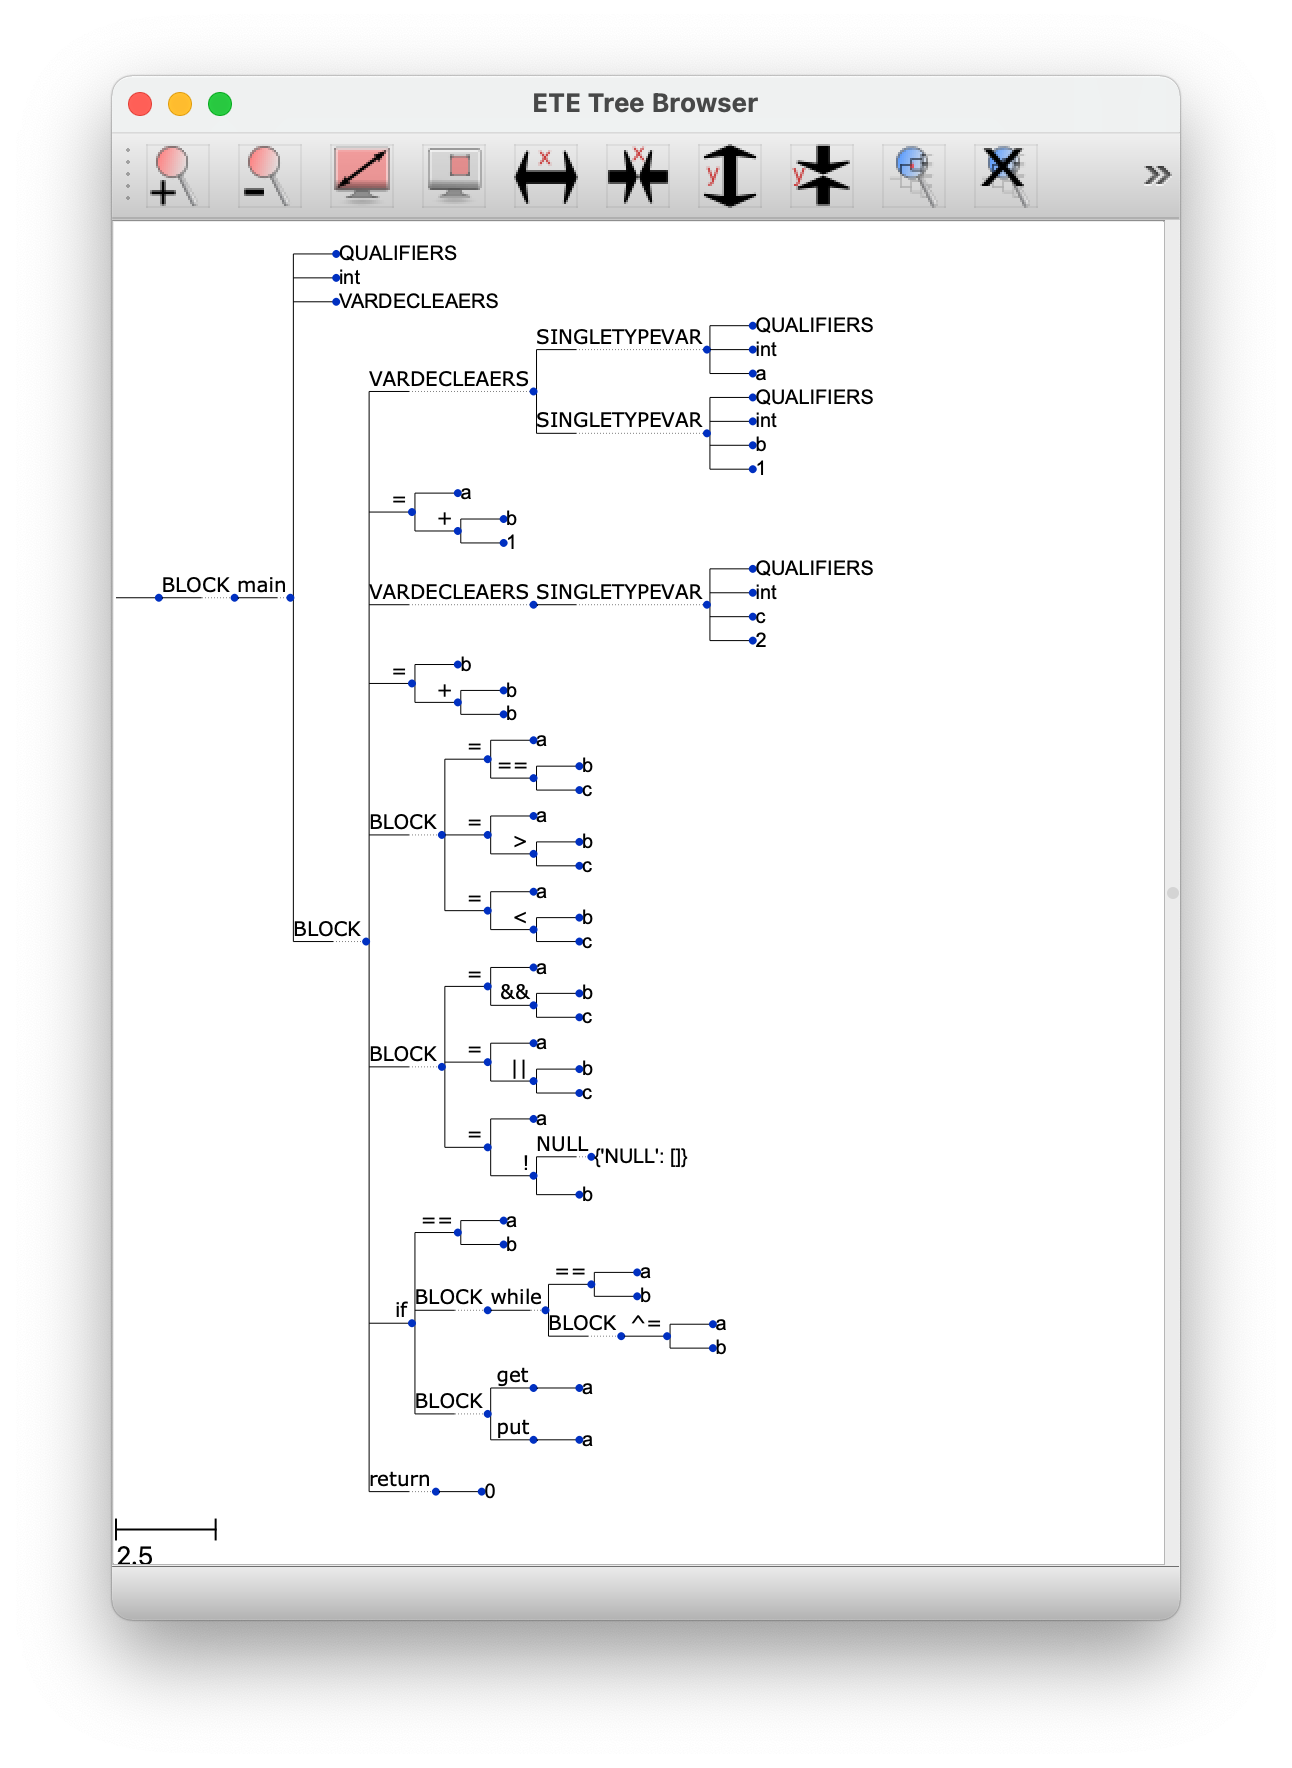 ETE Tree Browser
x
x
y
y
QUALIFIERS
int
VARDECLEAERS
QUALIFIERS
SINGLETYPEVAR
int
a
VARDECLEAERS
QUALIFIERS
SINGLETYPEVAR
int
b
1
= a
+ b
1
QUALIFIERS
BLOCK main
VARDECLEAERS SINGLETYPEVAR int
c
2
= b
+ b
b
= a
== b
c
BLOCK = a
> b
c
= a
< b
BLOCK c
= a
&& b
c
BLOCK = a
|| b
c
= a
NULL {'NULL': []}
!
b
== a
b
== a
if BLOCK while b
BLOCK ^= a
b
get a
BLOCK
put a
return 0
2.5